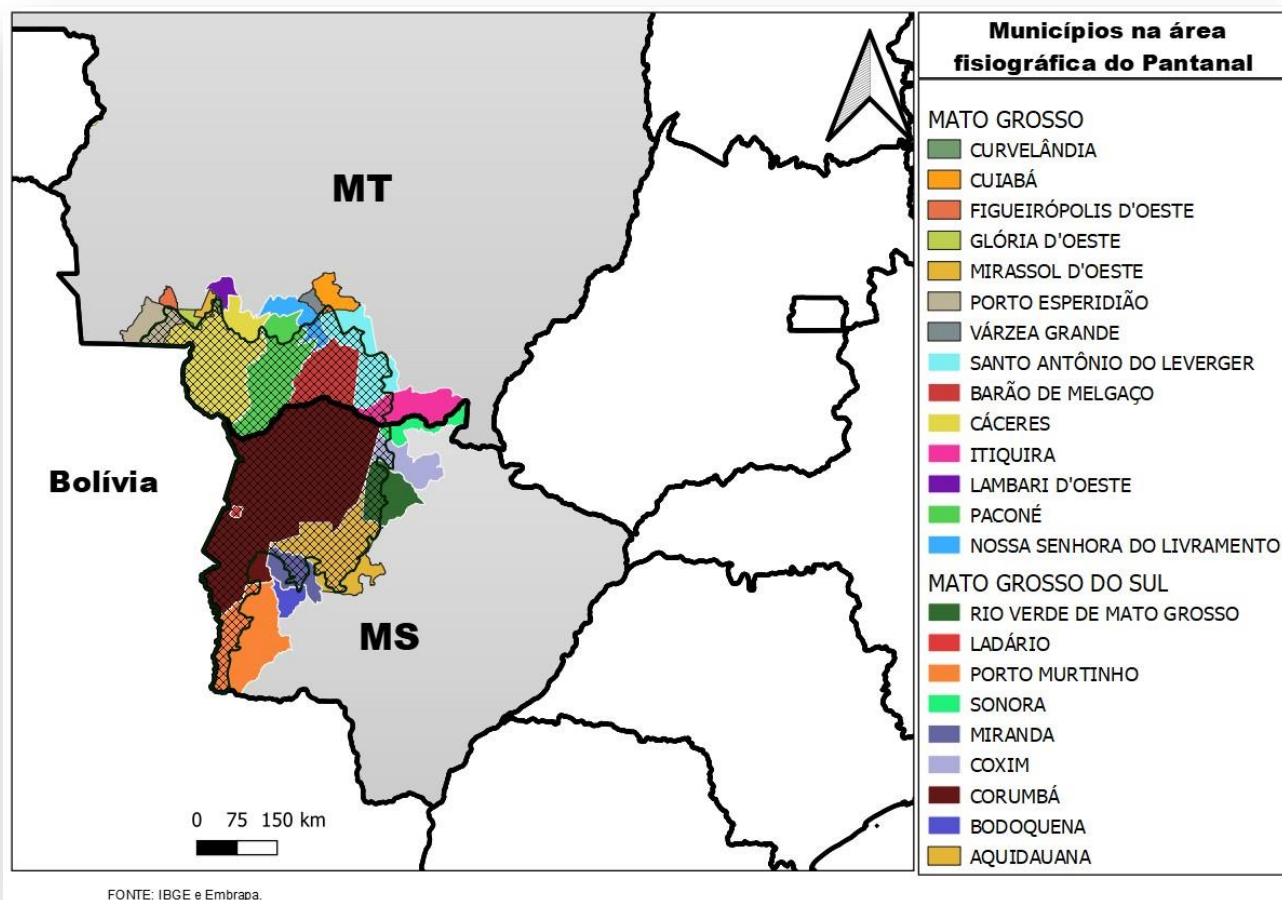 Municípios na área
fisiográfica do Pantanal
MATO GROSSO
CURVELÂNDIA
CUIABÁ
FIGUEIRÓPOLIS D'OESTE
GLÓRIA D'OESTE
MIRASSOL D'OESTE
PORTO ESPERIDIÃO
VÁRZEA GRANDE
SANTO ANTÔNIO DO LEVERGER
BARÃO DE MELGAÇO
CÁCERES
ITIQUIRA
LAMBARI D'OESTE
PACONÉ
NOSSA SENHORA DO LIVRAMENTO
MATO GROSSO DO SUL
RIO VERDE DE MATO GROSSO
LADÁRIO
PORTO MURTINHO
SONORA
MIRANDA
COXIM
CORUMBÁ
BODOQUENA
AQUIDAUANA
MT
Bolívia
MS
0 75 150 km
FONTE: IBGE e Embrapa.